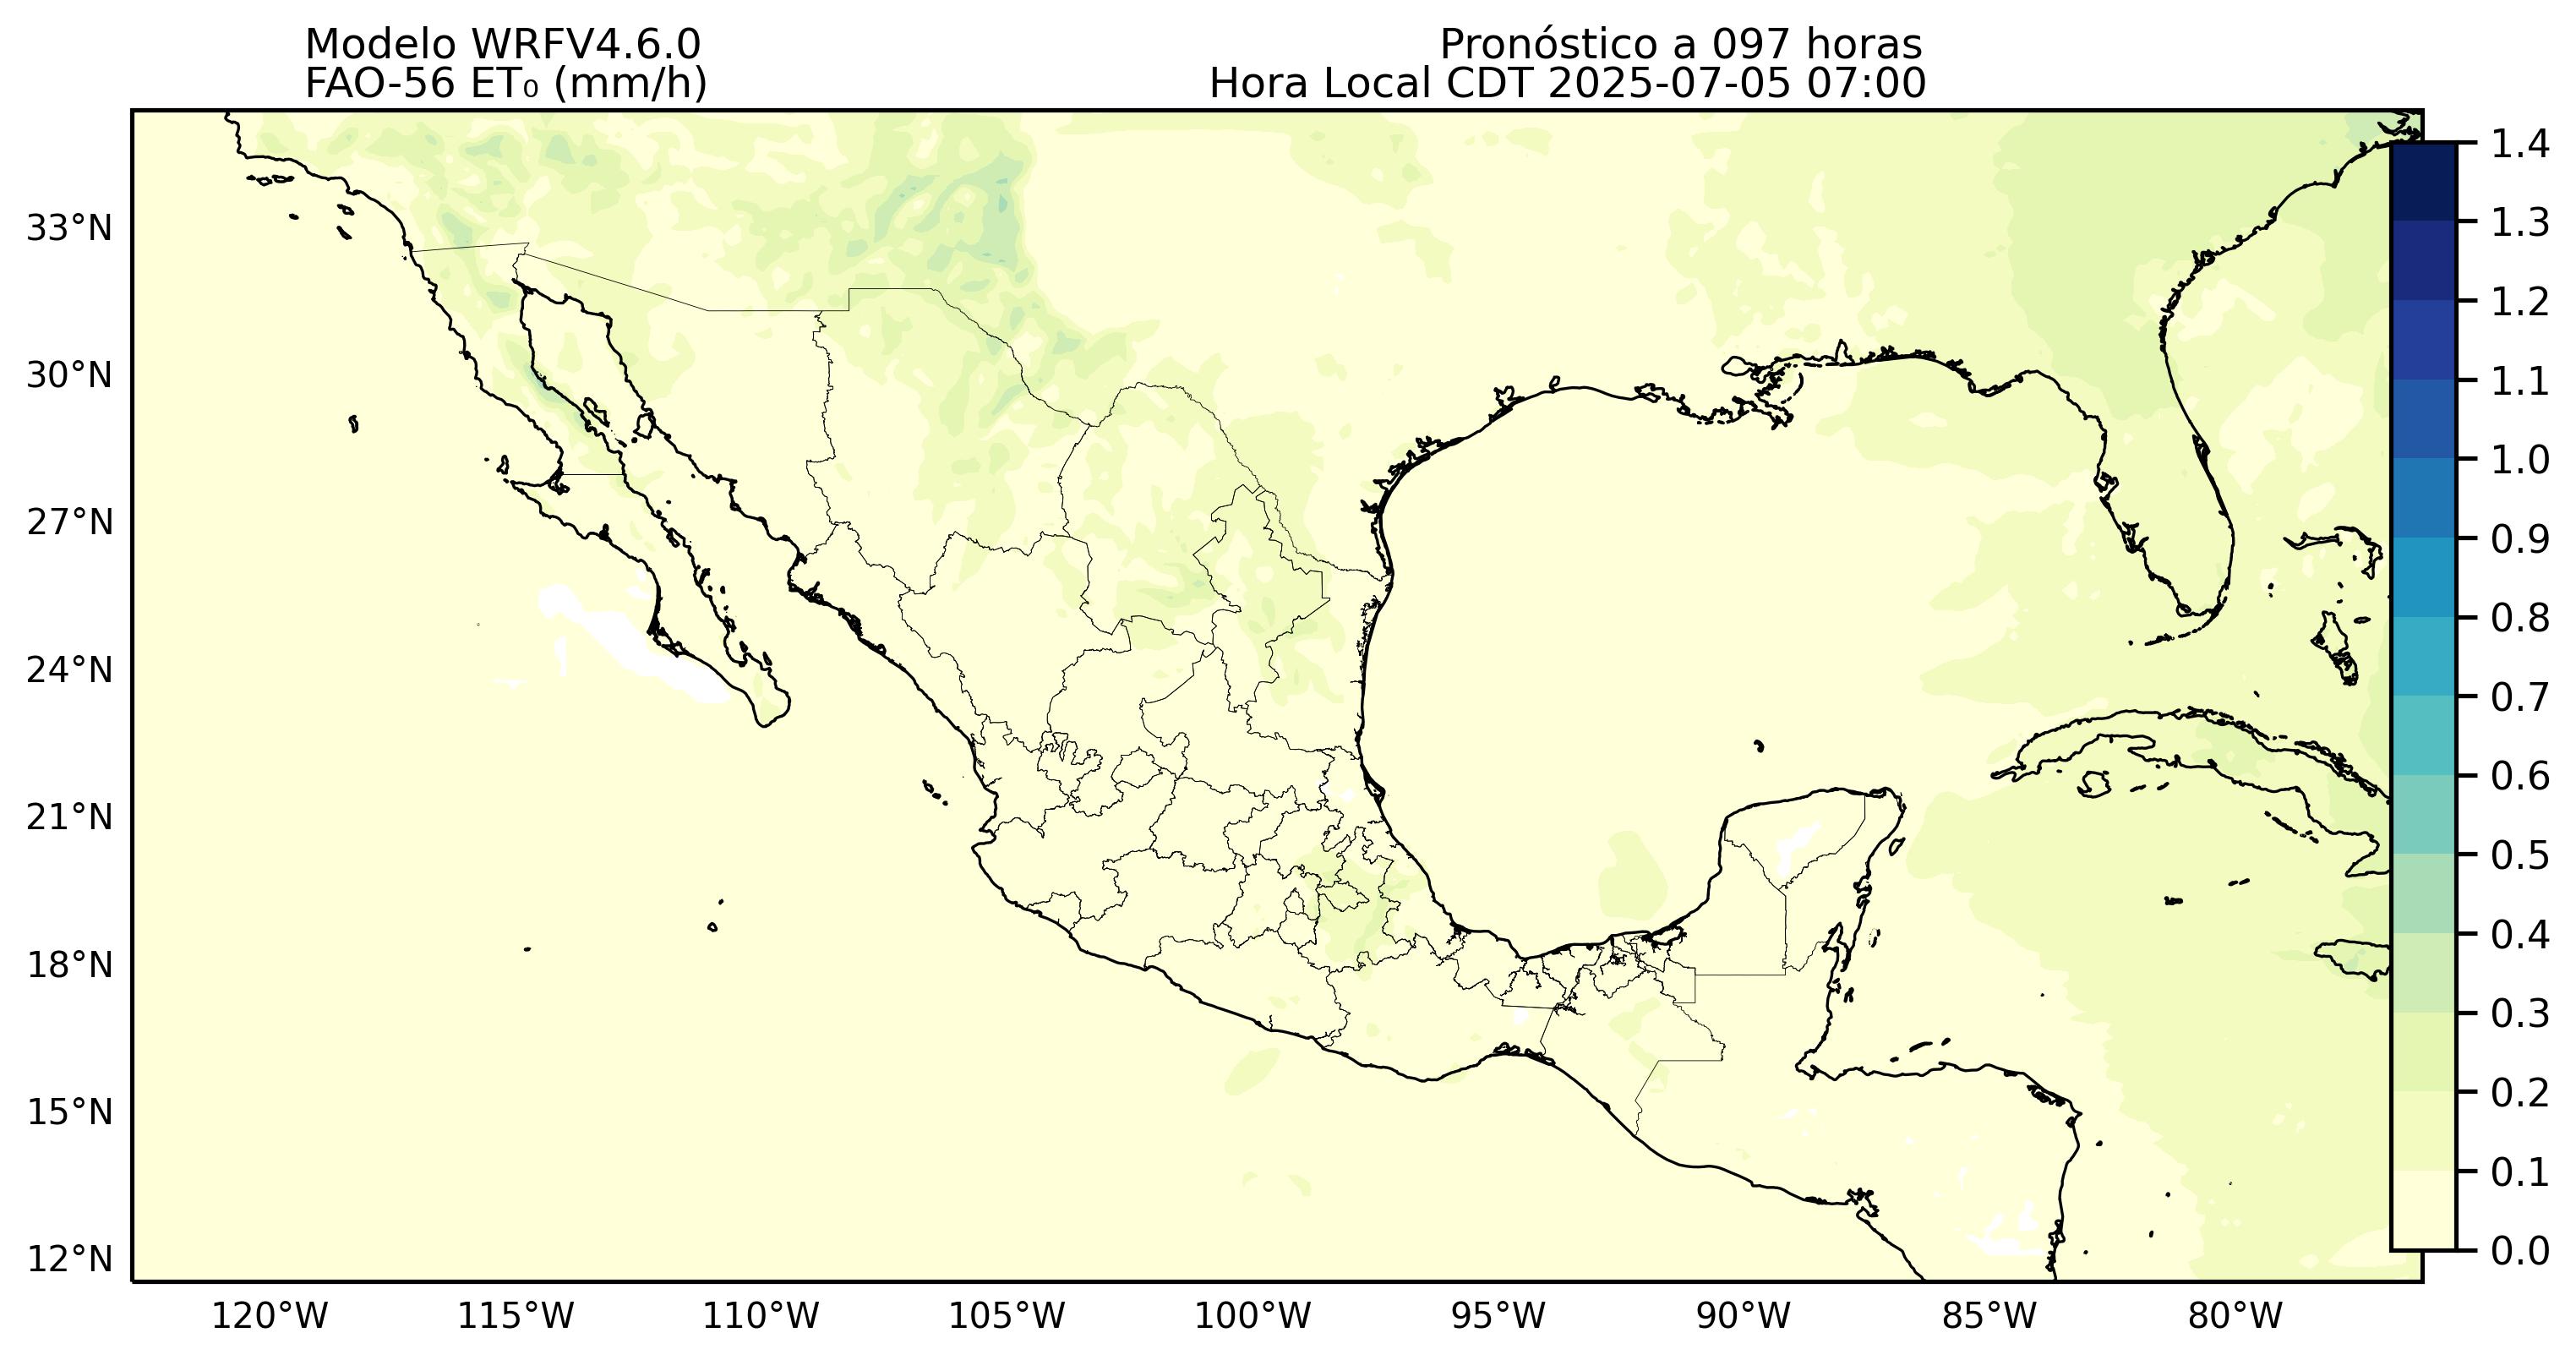 Modelo WRFV4.6.0
FAO-56 ET₀ (mm/h)
Pronóstico a 097 horas
Hora Local CDT 2025-07-05 07:00
33°N
30°N
27°N
24°N
21°N
18°N
15°N
12°N
120°W
115°W
110°W
105°W
100°W
95°W
90°W
85°W
80°W
1.4
1.3
1.2
1.1
1.0
0.9
0.8
0.7
0.6
0.5
0.4
0.3
0.2
0.1
0.0